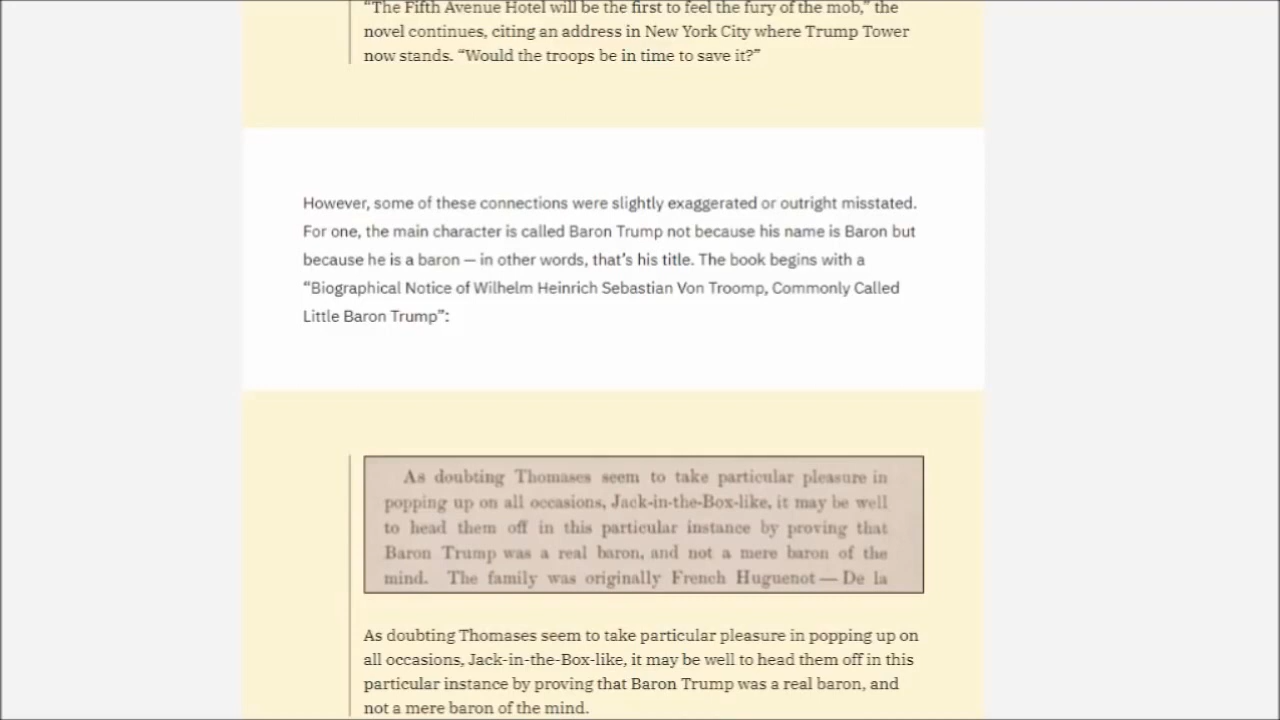 “The Fifth Avenue Hotel will be the first to feel the fury of the mob,” the
novel continues, citing an address in New York City where Trump Tower
now stands. “Would the troops be in time to save it?”
However, some of these connections were slightly exaggerated or outright misstated.
For one, the main character is called Baron Trump not because his name is Baron but
because he is a baron — in other words, that’s his title. The book begins with a
“Biographical Notice of Wilhelm Heinrich Sebastian Von Troomp, Commonly Called
Little Baron Trump”:
As doubting Thomases seem to take particular pleasure in
popping up on all occasions, Jack-in-the-Box-like, it may be well
to head them off in this particular instance by proving that
Baron Trump was a real baron, and not a mere baron of the
mind. The family was originally French Huguenot — De la
As doubting Thomases seem to take particular pleasure in popping up on
all occasions, Jack-in-the-Box-like, it may be well to head them off in this
particular instance by proving that Baron Trump was a real baron, and
not a mere baron of the mind.